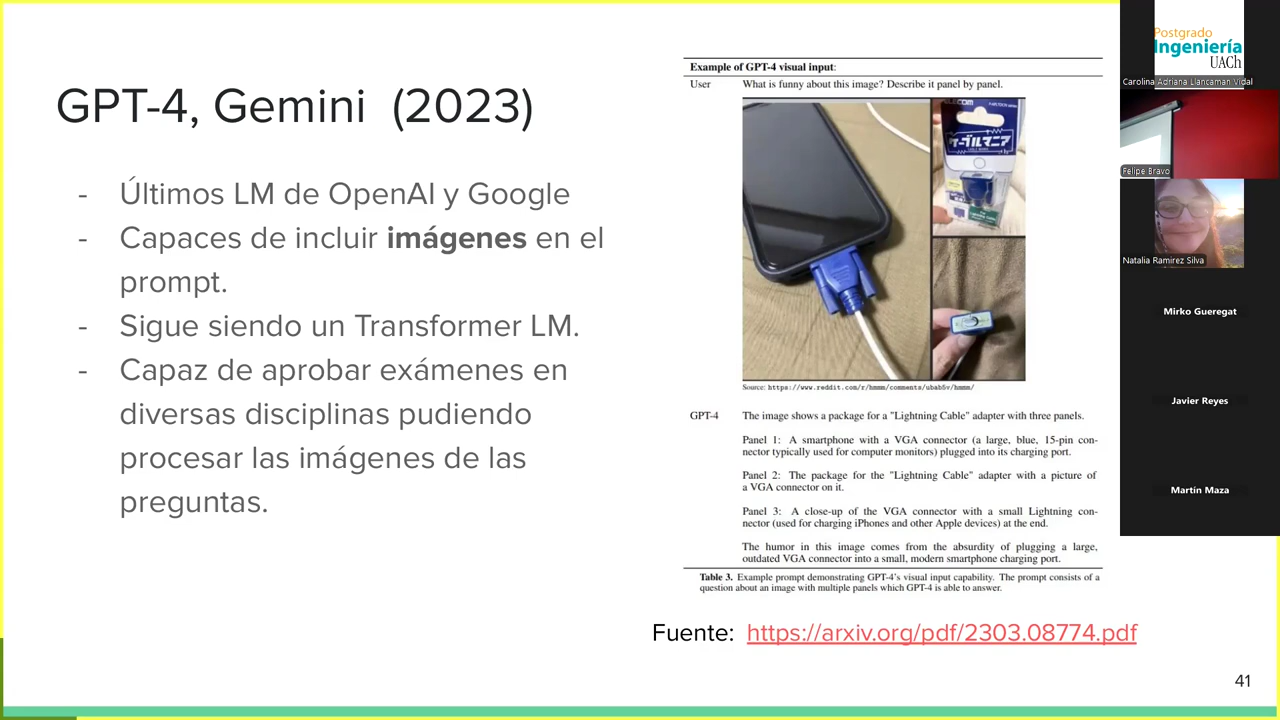 GPT-4, Gemini (2023)
- Últimos LM de OpenAI y Google
- Capaces de incluir imágenes en el
prompt.
- Sigue siendo un Transformer LM.
- Capaz de aprobar exámenes en
diversas disciplinas pudiendo
procesar las imágenes de las
preguntas.
Example of GPT-4 visual input:
User What is funny about this image? Describe it panel by panel.
ELECOM
ケーブルマニア
Source: https://www.reddit.com/r/hmmm/comments/ubab5v/hmmm/
GPT-4 The image shows a package for a "Lightning Cable" adapter with three panels.
Panel 1: A smartphone with a VGA connector (a large, blue, 15-pin con-
nector typically used for computer monitors) plugged into its charging port.
Panel 2: The package for the "Lightning Cable" adapter with a picture of
a VGA connector on it.
Panel 3: A close-up of the VGA connector with a small Lightning con-
nector (used for charging iPhones and other Apple devices) at the end.
The humor in this image comes from the absurdity of plugging a large,
outdated VGA connector into a small, modern smartphone charging port.
Table 3. Example prompt demonstrating GPT-4's visual input capability. The prompt consists of a
question about an image with multiple panels which GPT-4 is able to answer.
Fuente: https://arxiv.org/pdf/2303.08774.pdf
41
Postgrado
Ingeniería
UACh
Carolina Adriana Llancaman Vidal
Felipe Bravo
Natalia Ramirez Silva
Mirko Gueregat
Javier Reyes
Martín Maza